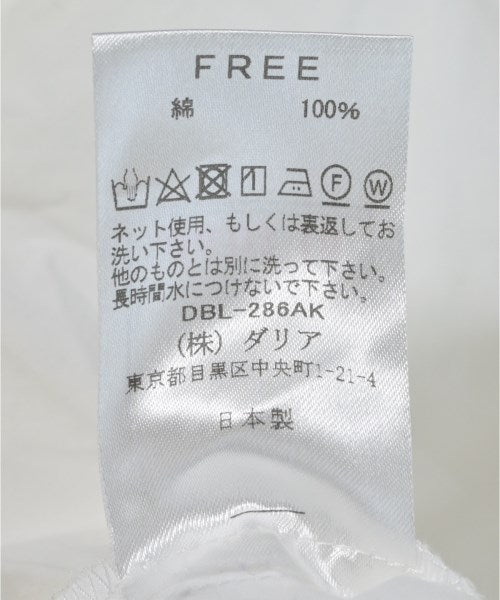 FREE
綿 100%
F W
ネット使用、もしくは裏返してお
洗い下さい。
他のものとは別に洗って下さい。
長時間水につけないで下さい。
DBL-286AK
(株) ダリア
東京都目黒区中央町1-21-4
日本製